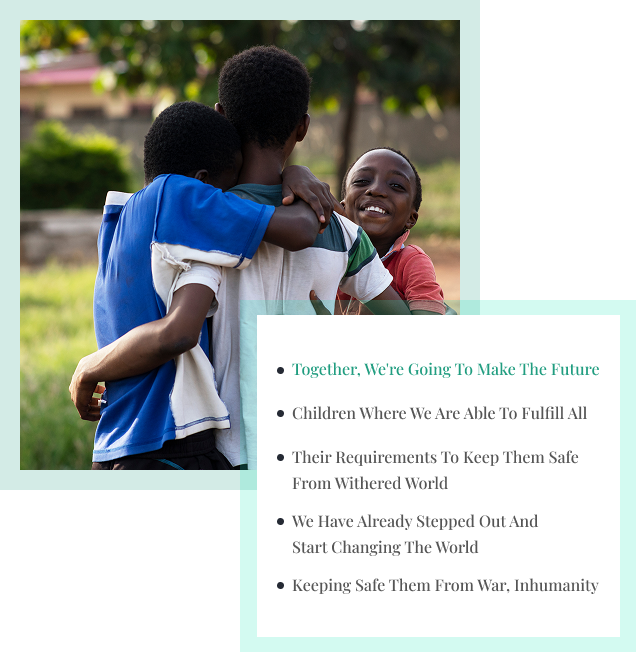 Together, We're Going To Make The Future
Children Where We Are Able To Fulfill All
Their Requirements To Keep Them Safe
From Withered World
We Have Already Stepped Out And
Start Changing The World
Keeping Safe Them From War, Inhumanity